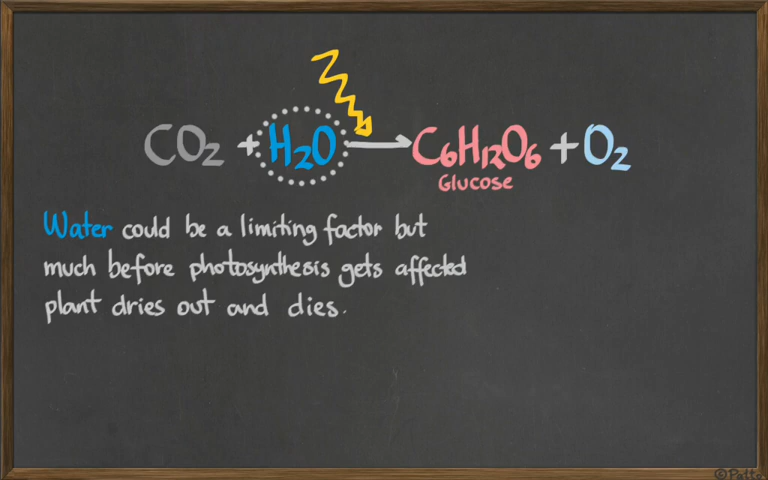 CO2 + H2O → C6H12O6 + O2
Glucose
Water could be a limiting factor but
much before photosynthesis gets affected
plant dries out and dies.